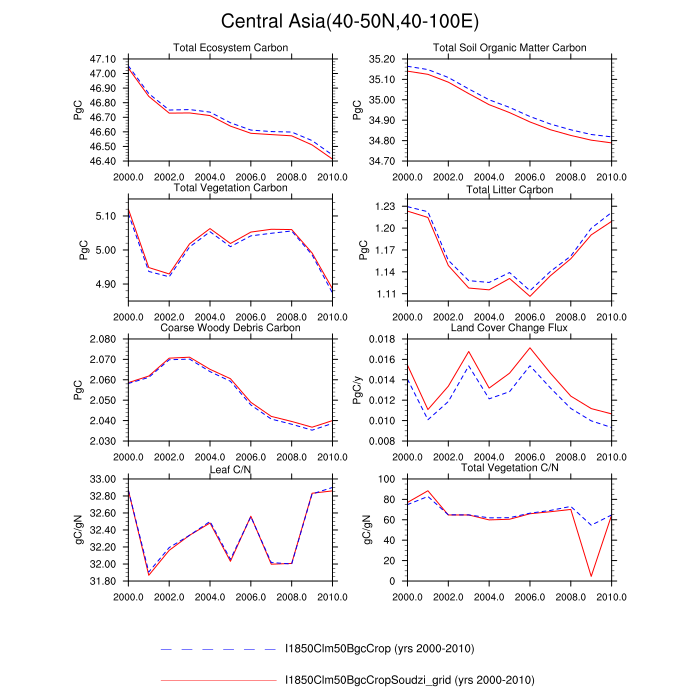 Central Asia(40-50N,40-100E)
Total Ecosystem Carbon
PgC
47.10
47.00
46.90
46.80
46.70
46.60
46.50
46.40
2000.0 2002.0 2004.0 2006.0 2008.0 2010.0
Total Soil Organic Matter Carbon
PgC
35.20
35.10
35.00
34.90
34.80
34.70
2000.0 2002.0 2004.0 2006.0 2008.0 2010.0
Total Vegetation Carbon
PgC
5.10
5.00
4.90
2000.0 2002.0 2004.0 2006.0 2008.0 2010.0
Total Litter Carbon
PgC
1.23
1.20
1.17
1.14
1.11
2000.0 2002.0 2004.0 2006.0 2008.0 2010.0
Coarse Woody Debris Carbon
PgC
2.080
2.070
2.060
2.050
2.040
2.030
2000.0 2002.0 2004.0 2006.0 2008.0 2010.0
Land Cover Change Flux
PgC/y
0.018
0.016
0.014
0.012
0.010
0.008
2000.0 2002.0 2004.0 2006.0 2008.0 2010.0
Leaf C/N
gC/gN
33.00
32.80
32.60
32.40
32.20
32.00
31.80
2000.0 2002.0 2004.0 2006.0 2008.0 2010.0
Total Vegetation C/N
gC/gN
100
80
60
40
20
0
2000.0 2002.0 2004.0 2006.0 2008.0 2010.0
I1850Clm50BgcCrop (yrs 2000-2010)
I1850Clm50BgcCropSoudzi_grid (yrs 2000-2010)